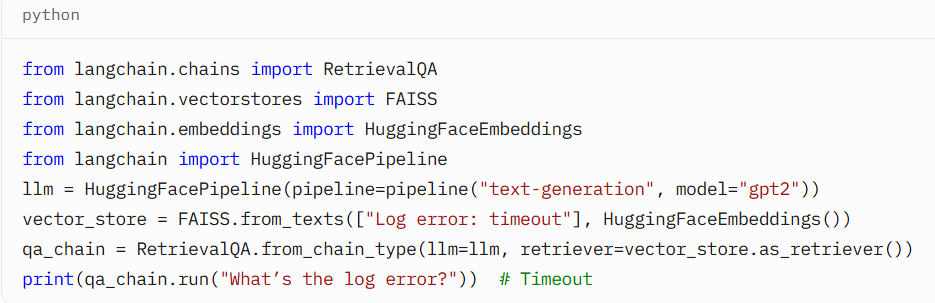 python
from langchain.chains import RetrievalQA
from langchain.vectorstores import FAISS
from langchain.embeddings import HuggingFaceEmbeddings
from langchain import HuggingFacePipeline
llm = HuggingFacePipeline(pipeline=pipeline("text-generation", model="gpt2"))
vector_store = FAISS.from_texts(["Log error: timeout"], HuggingFaceEmbeddings())
qa_chain = RetrievalQA.from_chain_type(llm=llm, retriever=vector_store.as_retriever())
print(qa_chain.run("What’s the log error?"))  # Timeout